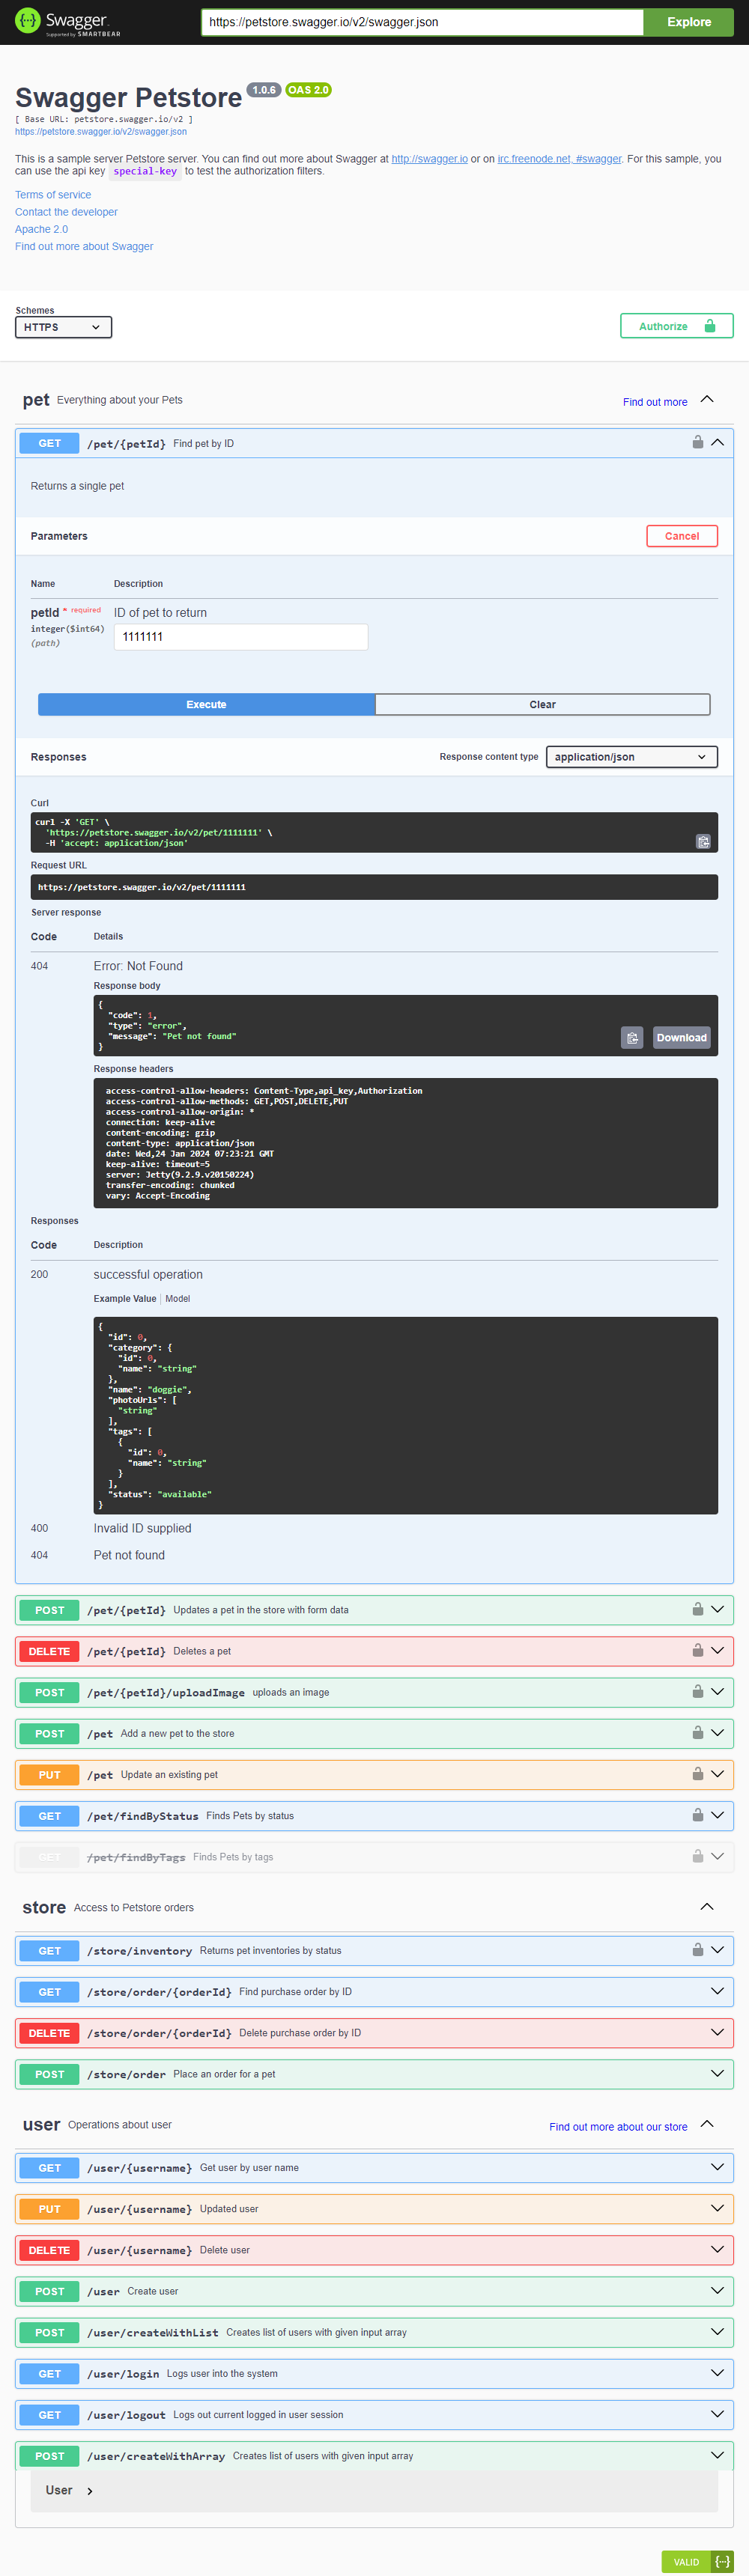 Swagger.
Supported by SMARTBEAR
https://petstore.swagger.io/v2/swagger.json
Explore
Swagger Petstore 1.0.6 OAS 2.0
[ Base URL: petstore.swagger.io/v2 ]
https://petstore.swagger.io/v2/swagger.json
This is a sample server Petstore server. You can find out more about Swagger at http://swagger.io or on irc.freenode.net, #swagger. For this sample, you
can use the api key special-key to test the authorization filters.
Terms of service
Contact the developer
Apache 2.0
Find out more about Swagger
Schemes
HTTPS
Authorize
pet Everything about your Pets Find out more
GET /pet/{petId} Find pet by ID
Returns a single pet
Parameters Cancel
Name Description
petId * required ID of pet to return
integer($int64) 1111111
(path)
Execute Clear
Responses Response content type application/json
Curl
curl -X 'GET' \
'https://petstore.swagger.io/v2/pet/1111111' \
-H 'accept: application/json'
Request URL
https://petstore.swagger.io/v2/pet/1111111
Server response
Code Details
404 Error: Not Found
Response body
{
"code": 1,
"type": "error",
"message": "Pet not found"
}
Download
Response headers
access-control-allow-headers: Content-Type,api_key,Authorization
access-control-allow-methods: GET,POST,DELETE,PUT
access-control-allow-origin: *
connection: keep-alive
content-encoding: gzip
content-type: application/json
date: Wed,24 Jan 2024 07:23:21 GMT
keep-alive: timeout=5
server: Jetty(9.2.9.v20150224)
transfer-encoding: chunked
vary: Accept-Encoding
Responses
Code Description
200 successful operation
Example Value Model
{
"id": 0,
"category": {
"id": 0,
"name": "string"
},
"name": "doggie",
"photoUrls": [
"string"
],
"tags": [
{
"id": 0,
"name": "string"
}
],
"status": "available"
}
400 Invalid ID supplied
404 Pet not found
POST /pet/{petId} Updates a pet in the store with form data
DELETE /pet/{petId} Deletes a pet
POST /pet/{petId}/uploadImage uploads an image
POST /pet Add a new pet to the store
PUT /pet Update an existing pet
GET /pet/findByStatus Finds Pets by status
GET /pet/findByTags Finds Pets by tags
store Access to Petstore orders
GET /store/inventory Returns pet inventories by status
GET /store/order/{orderId} Find purchase order by ID
DELETE /store/order/{orderId} Delete purchase order by ID
POST /store/order Place an order for a pet
user Operations about user Find out more about our store
GET /user/{username} Get user by user name
PUT /user/{username} Updated user
DELETE /user/{username} Delete user
POST /user Create user
POST /user/createWithList Creates list of users with given input array
GET /user/login Logs user into the system
GET /user/logout Logs out current logged in user session
POST /user/createWithArray Creates list of users with given input array
User
VALID {...}